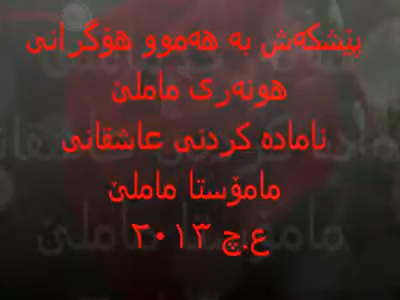 پێشکەش بە هەموو هۆگرانی
هونەری ماملێ
ئامادە کردنی عاشقانی
مامۆستا ماملێ
ع.چ ٢٠١٣